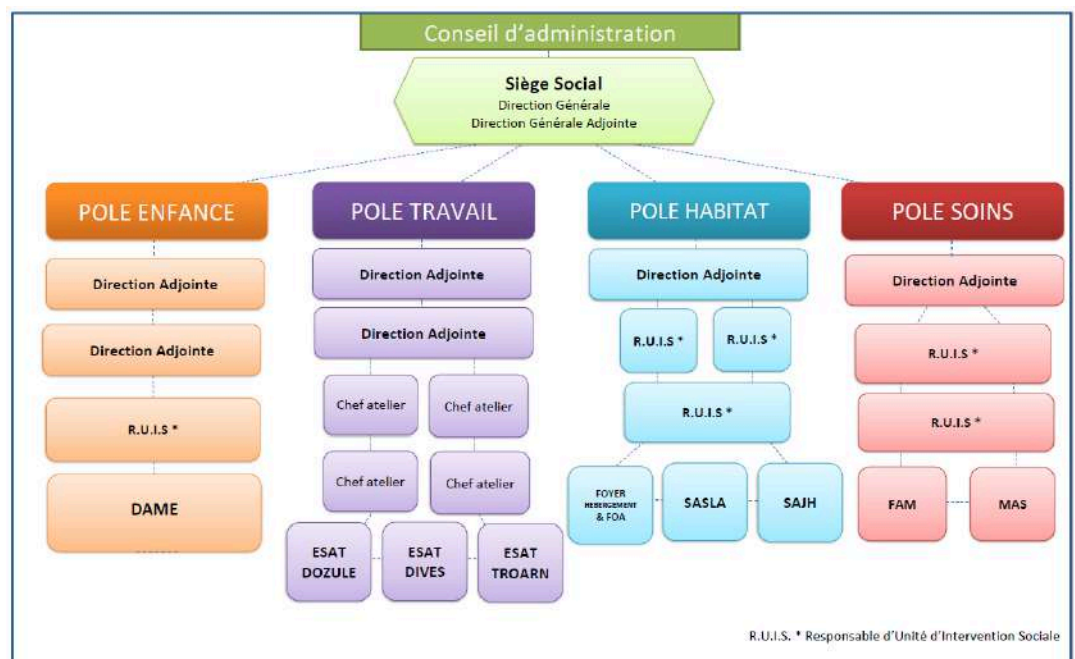 Conseil d'administration
Siège Social
Direction Générale
Direction Générale Adjointe
POLE ENFANCE
Direction Adjointe
Direction Adjointe
R.U.I.S *
DAME
POLE TRAVAIL
Direction Adjointe
Direction Adjointe
Chef atelier
Chef atelier
Chef atelier
Chef atelier
ESAT
DOZULE
ESAT
DIVES
ESAT
TROARN
POLE HABITAT
Direction Adjointe
R.U.I.S *
R.U.I.S *
R.U.I.S *
FOYER
HEBERGEMENT
& FOA
SASLA
SAJH
POLE SOINS
Direction Adjointe
R.U.I.S *
R.U.I.S *
FAM
MAS
R.U.I.S. * Responsable d'Unité d'Intervention Sociale